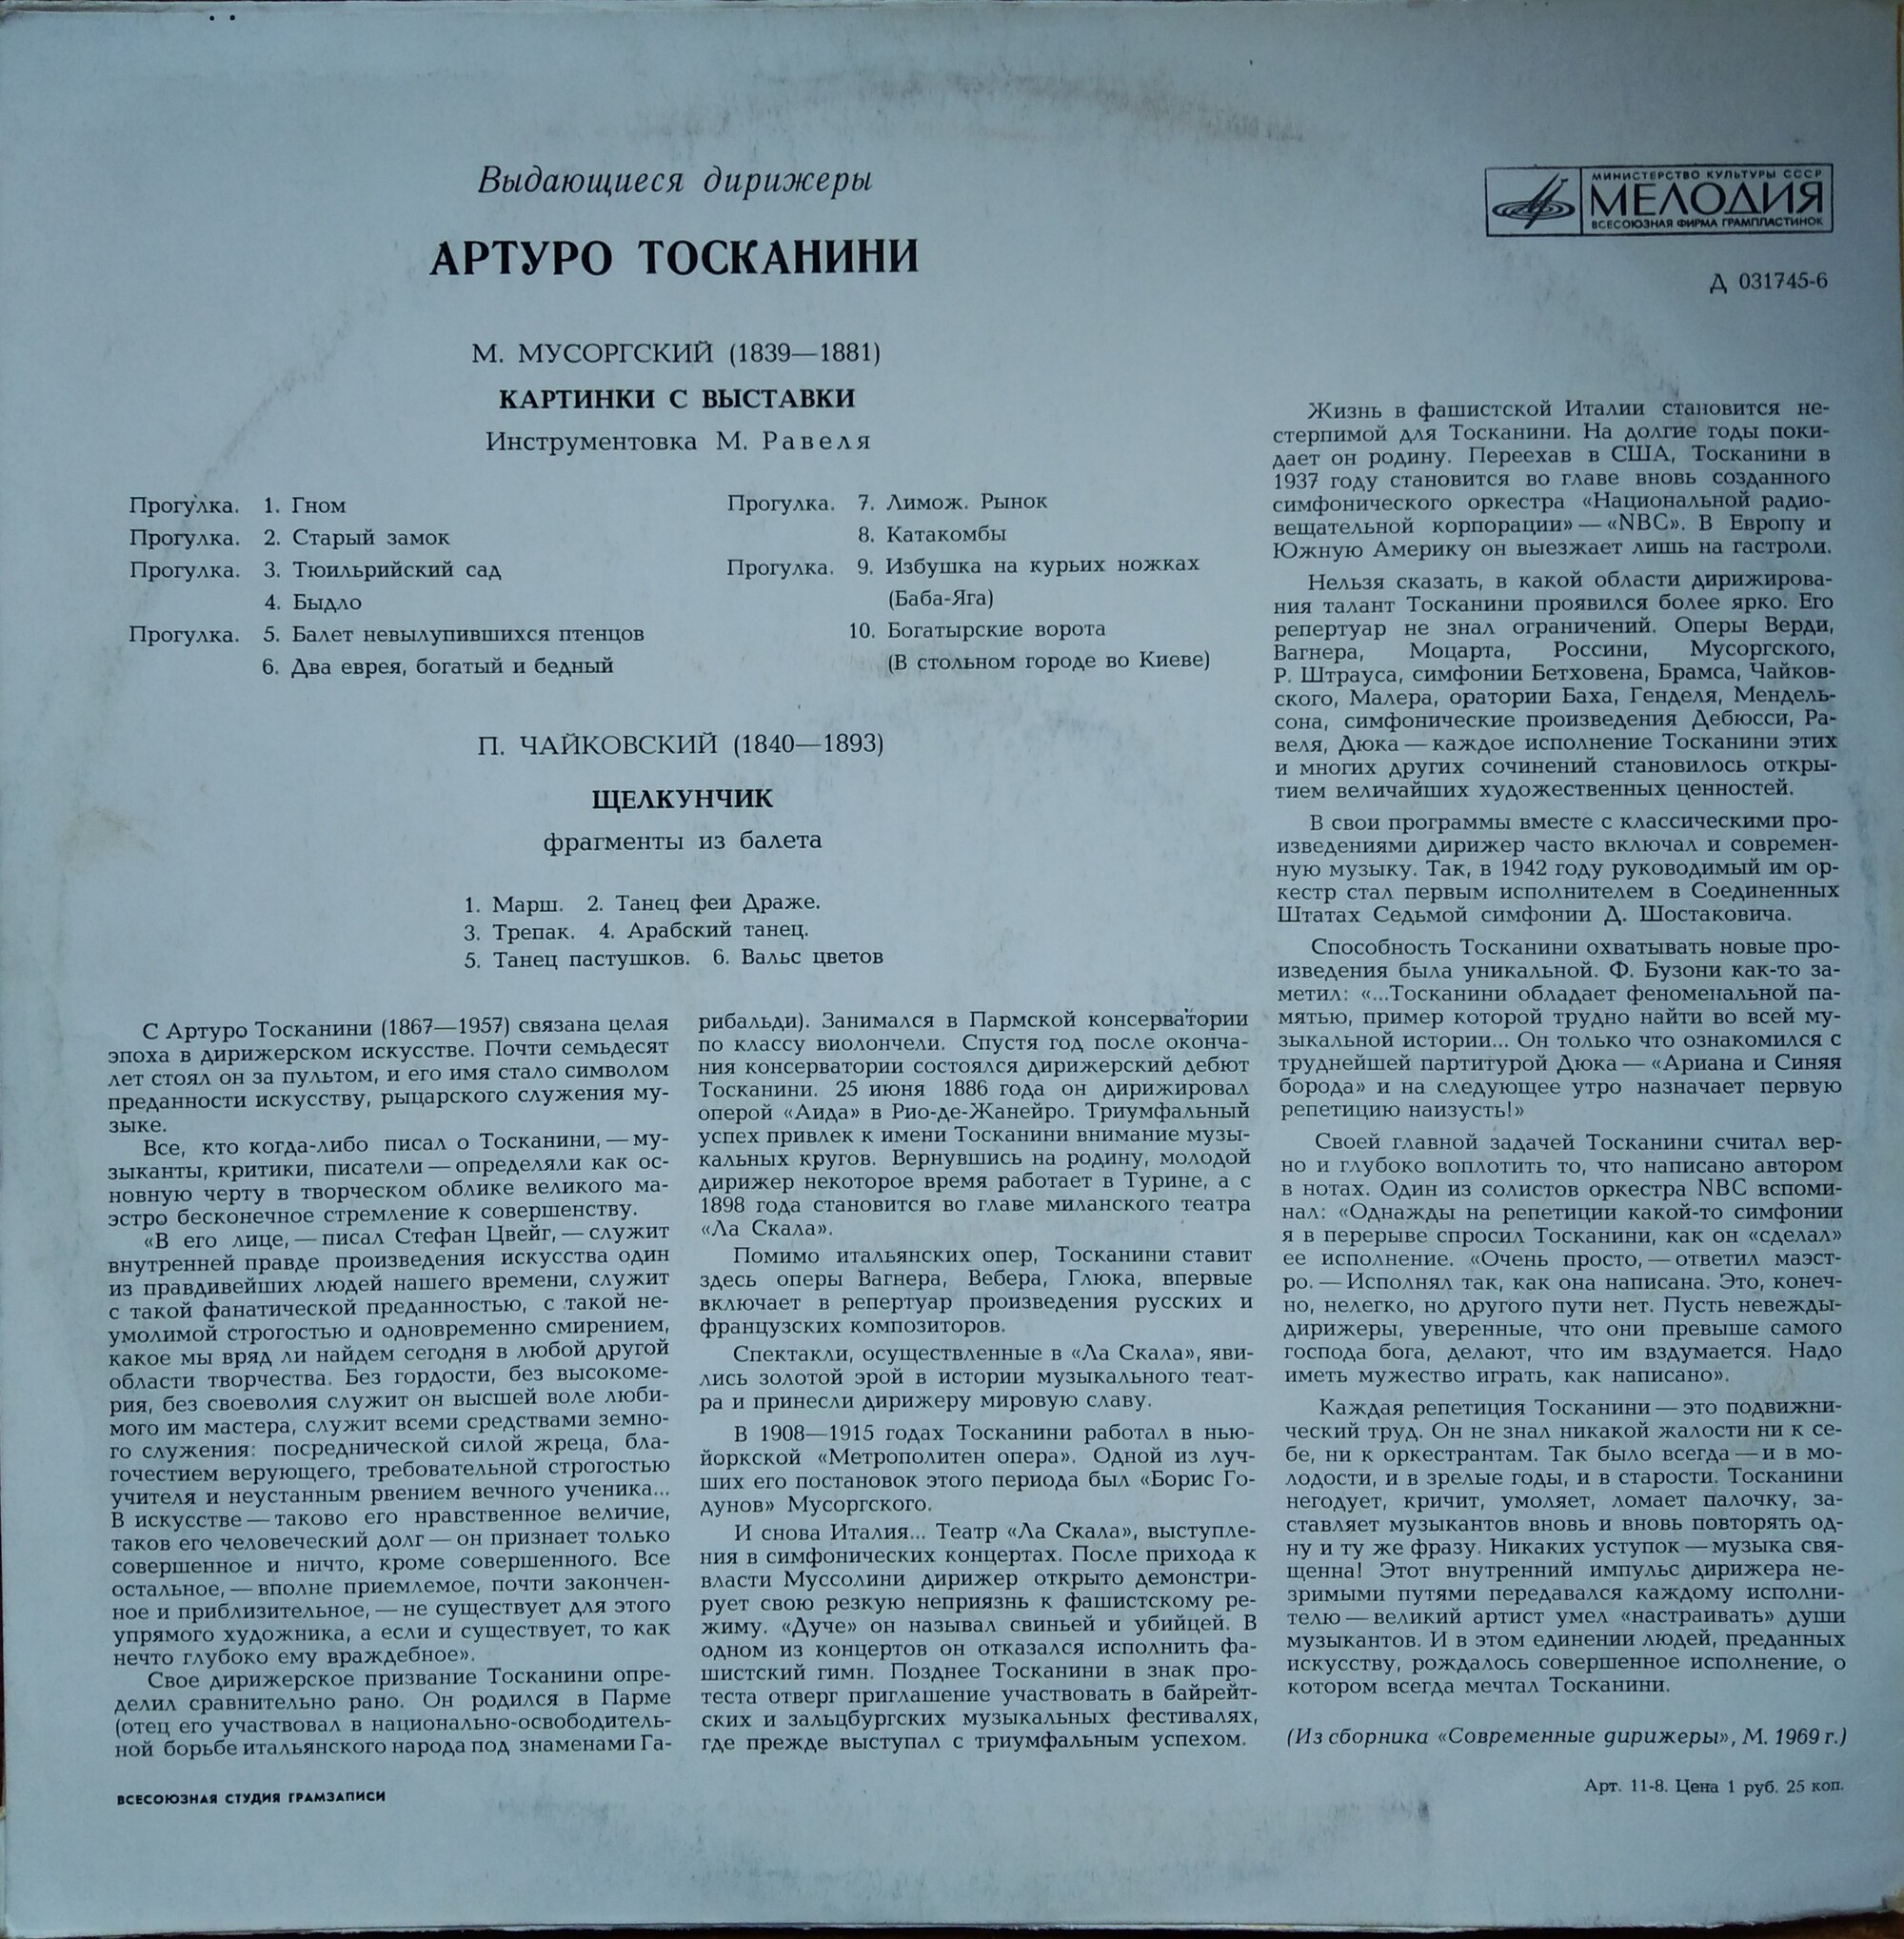 Выдающиеся дирижеры
АРТУРО ТОСКАНИНИ
МИНИСТЕРСТВО КУЛЬТУРЫ СССР
МЕЛОДИЯ
ВСЕСОЮЗНАЯ ФИРМА ГРАМПЛАСТИНОК
Д 031745-6
М. МУСОРГСКИЙ (1839—1881)
КАРТИНКИ С ВЫСТАВКИ
Инструментовка М. Равеля
Прогулка. 1. Гном
Прогулка. 2. Старый замок
Прогулка. 3. Тюильрийский сад
4. Быдло
Прогулка. 5. Балет невылупившихся птенцов
6. Два еврея, богатый и бедный
Прогулка. 7. Лимож. Рынок
8. Катакомбы
Прогулка. 9. Избушка на курьих ножках
(Баба-Яга)
10. Богатырские ворота
(В стольном городе во Киеве)
П. ЧАЙКОВСКИЙ (1840—1893)
ЩЕЛКУНЧИК
фрагменты из балета
1. Марш. 2. Танец феи Драже.
3. Трепак. 4. Арабский танец.
5. Танец пастушков. 6. Вальс цветов
С Артуро Тосканини (1867—1957) связана целая
эпоха в дирижерском искусстве. Почти семьдесят
лет стоял он за пультом, и его имя стало символом
преданности искусству, рыцарского служения му-
зыке.
Все, кто когда-либо писал о Тосканини, — му-
зыканты, критики, писатели — определяли как ос-
новную черту в творческом облике великого ма-
эстро бесконечное стремление к совершенству.
«В его лице, — писал Стефан Цвейг, — служит
внутренней правде произведения искусства один
из правдивейших людей нашего времени, служит
с такой фанатической преданностью, с такой не-
умолимой строгостью и одновременно смирением,
какое мы вряд ли найдем сегодня в любой другой
области творчества. Без гордости, без высокоме-
рия, без своеволия служит он высшей воле люби-
мого им мастера, служит всеми средствами земно-
го служения: посреднической силой жреца, бла-
гочестием верующего, требовательной строгостью
учителя и неустанным рвением вечного ученика...
В искусстве — таково его нравственное величие,
таков его человеческий долг — он признает только
совершенное и ничто, кроме совершенного. Все
остальное, — вполне приемлемое, почти закончен-
ное и приблизительное, — не существует для этого
упрямого художника, а если и существует, то как
нечто глубоко ему враждебное».
Свое дирижерское призвание Тосканини опре-
делил сравнительно рано. Он родился в Парме
(отец его участвовал в национально-освободитель-
ной борьбе итальянского народа под знаменами Га-
рибальди). Занимался в Пармской консерватории
по классу виолончели. Спустя год после оконча-
ния консерватории состоялся дирижерский дебют
Тосканини. 25 июня 1886 года он дирижировал
оперой «Аида» в Рио-де-Жанейро. Триумфальный
успех привлек к имени Тосканини внимание музы-
кальных кругов. Вернувшись на родину, молодой
дирижер некоторое время работает в Турине, а с
1898 года становится во главе миланского театра
«Ла Скала».
Помимо итальянских опер, Тосканини ставит
здесь оперы Вагнера, Вебера, Глюка, впервые
включает в репертуар произведения русских и
французских композиторов.
Спектакли, осуществленные в «Ла Скала», яви-
лись золотой эрой в истории музыкального теат-
ра и принесли дирижеру мировую славу.
В 1908—1915 годах Тосканини работал в нью-
йоркской «Метрополитен опера». Одной из луч-
ших его постановок этого периода был «Борис Го-
дунов» Мусоргского.
И снова Италия... Театр «Ла Скала», выступле-
ния в симфонических концертах. После прихода к
власти Муссолини дирижер открыто демонстри-
рует свою резкую неприязнь к фашистскому ре-
жиму. «Дуче» он называл свиньей и убийцей. В
одном из концертов он отказался исполнить фа-
шистский гимн. Позднее Тосканини в знак про-
теста отверг приглашение участвовать в байрейт-
ских и зальцбургских музыкальных фестивалях,
где прежде выступал с триумфальным успехом.
Жизнь в фашистской Италии становится не-
стерпимой для Тосканини. На долгие годы поки-
дает он родину. Переехав в США, Тосканини в
1937 году становится во главе вновь созданного
симфонического оркестра «Национальной радио-
вещательной корпорации» — «NBC». В Европу и
Южную Америку он выезжает лишь на гастроли.
Нельзя сказать, в какой области дирижирова-
ния талант Тосканини проявился более ярко. Его
репертуар не знал ограничений. Оперы Верди,
Вагнера, Моцарта, Россини, Мусоргского,
Р. Штрауса, симфонии Бетховена, Брамса, Чайков-
ского, Малера, оратории Баха, Генделя, Мендель-
сона, симфонические произведения Дебюсси, Ра-
веля, Дюка — каждое исполнение Тосканини этих
и многих других сочинений становилось откры-
тием величайших художественных ценностей.
В свои программы вместе с классическими про-
изведениями дирижер часто включал и современ-
ную музыку. Так, в 1942 году руководимый им ор-
кестр стал первым исполнителем в Соединенных
Штатах Седьмой симфонии Д. Шостаковича.
Способность Тосканини охватывать новые про-
изведения была уникальной. Ф. Бузони как-то за-
метил: «...Тосканини обладает феноменальной па-
мятью, пример которой трудно найти во всей му-
зыкальной истории... Он только что ознакомился с
труднейшей партитурой Дюка — «Ариана и Синяя
борода» и на следующее утро назначает первую
репетицию наизусть!»
Своей главной задачей Тосканини считал вер-
но и глубоко воплотить то, что написано автором
в нотах. Один из солистов оркестра NBC вспоми-
нал: «Однажды на репетиции какой-то симфонии
я в перерыве спросил Тосканини, как он «сделал»
ее исполнение. «Очень просто, — ответил маэст-
ро. — Исполнял так, как она написана. Это, конеч-
но, нелегко, но другого пути нет. Пусть невежды-
дирижеры, уверенные, что они превыше самого
господа бога, делают, что им вздумается. Надо
иметь мужество играть, как написано».
Каждая репетиция Тосканини — это подвижни-
ческий труд. Он не знал никакой жалости ни к се-
бе, ни к оркестрантам. Так было всегда — и в мо-
лодости, и в зрелые годы, и в старости. Тосканини
негодует, кричит, умоляет, ломает палочку, за-
ставляет музыкантов вновь и вновь повторять од-
ну и ту же фразу. Никаких уступок — музыка свя-
щенна! Этот внутренний импульс дирижера не-
зримыми путями передавался каждому исполни-
телю — великий артист умел «настраивать» души
музыкантов. И в этом единении людей, преданных
искусству, рождалось совершенное исполнение, о
котором всегда мечтал Тосканини.
(Из сборника «Современные дирижеры», М. 1969 г.)
ВСЕСОЮЗНАЯ СТУДИЯ ГРАМЗАПИСИ
Арт. 11-8. Цена 1 руб. 25 коп.